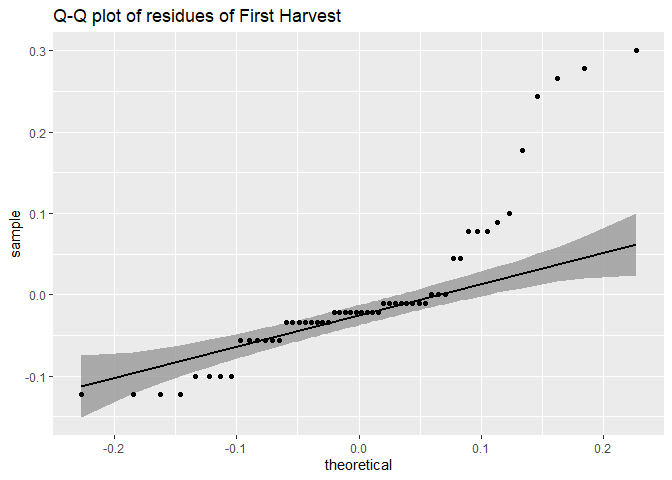 Q-Q plot of residues of First Harvest
0.3
0.2
0.1
0.0
-0.1
sample
-0.2 -0.1 0.0 0.1 0.2
theoretical